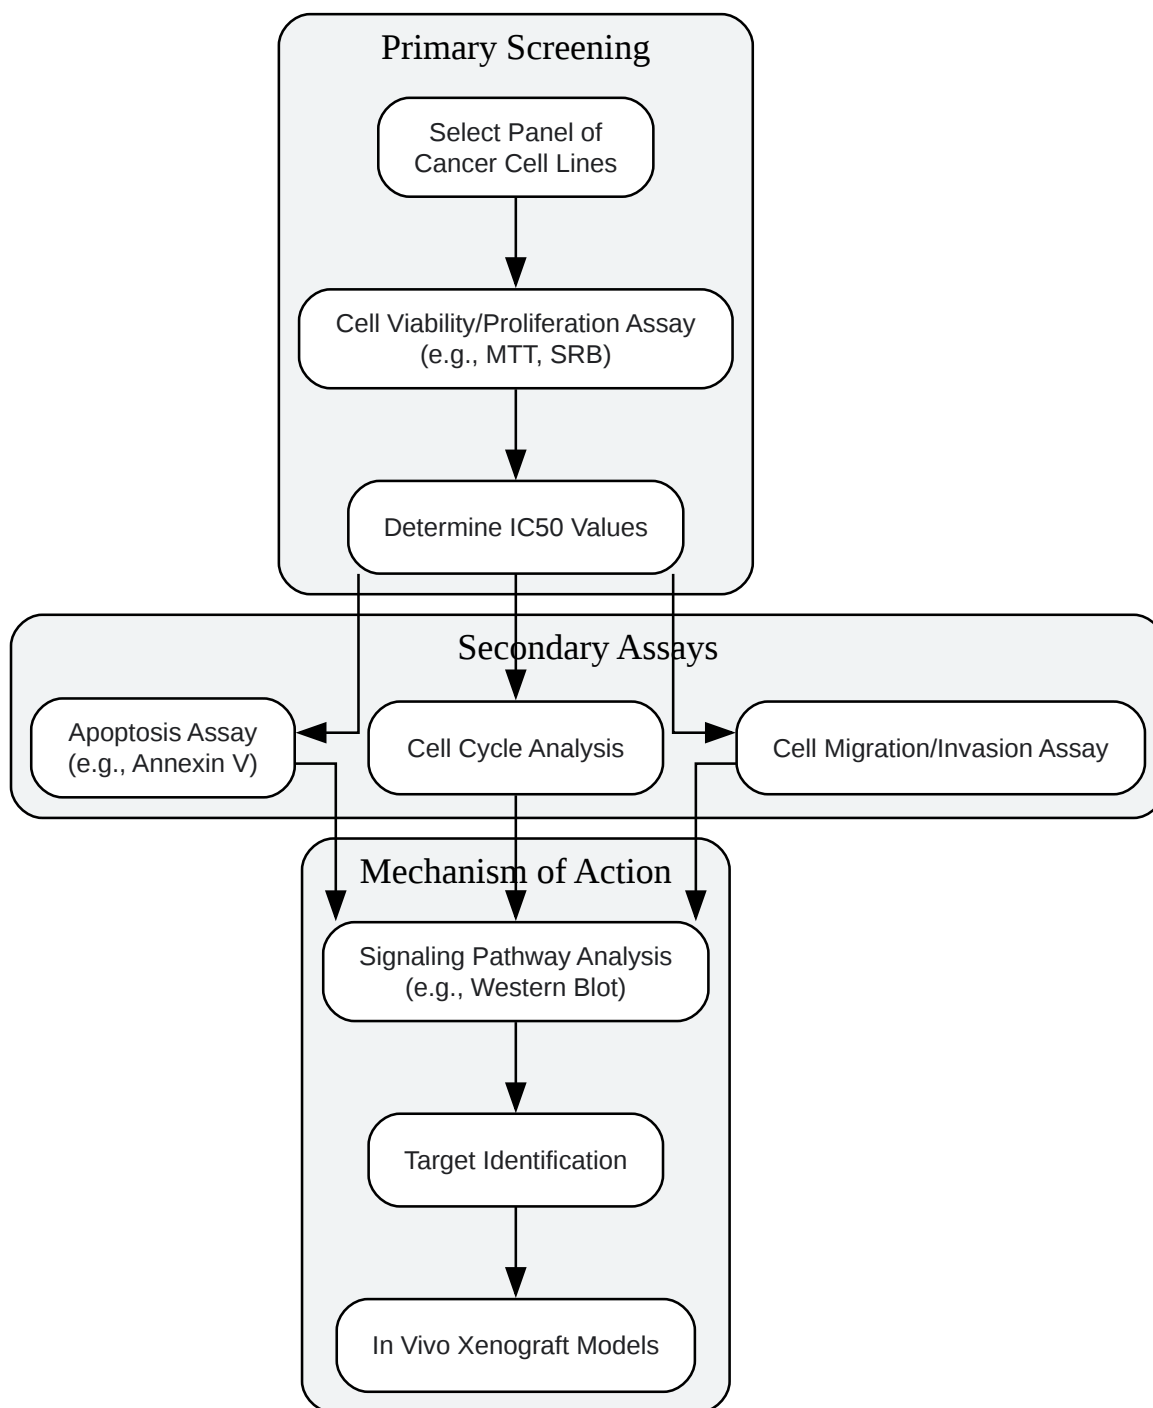 Primary Screening
Select Panel of
Cancer Cell Lines
Cell Viability/Proliferation Assay
(e.g., MTT, SRB)
Determine IC50 Values
Secondary Assays
Apoptosis Assay
(e.g., Annexin V)
Cell Cycle Analysis
Cell Migration/Invasion Assay
Mechanism of Action
Signaling Pathway Analysis
(e.g., Western Blot)
Target Identification
In Vivo Xenograft Models